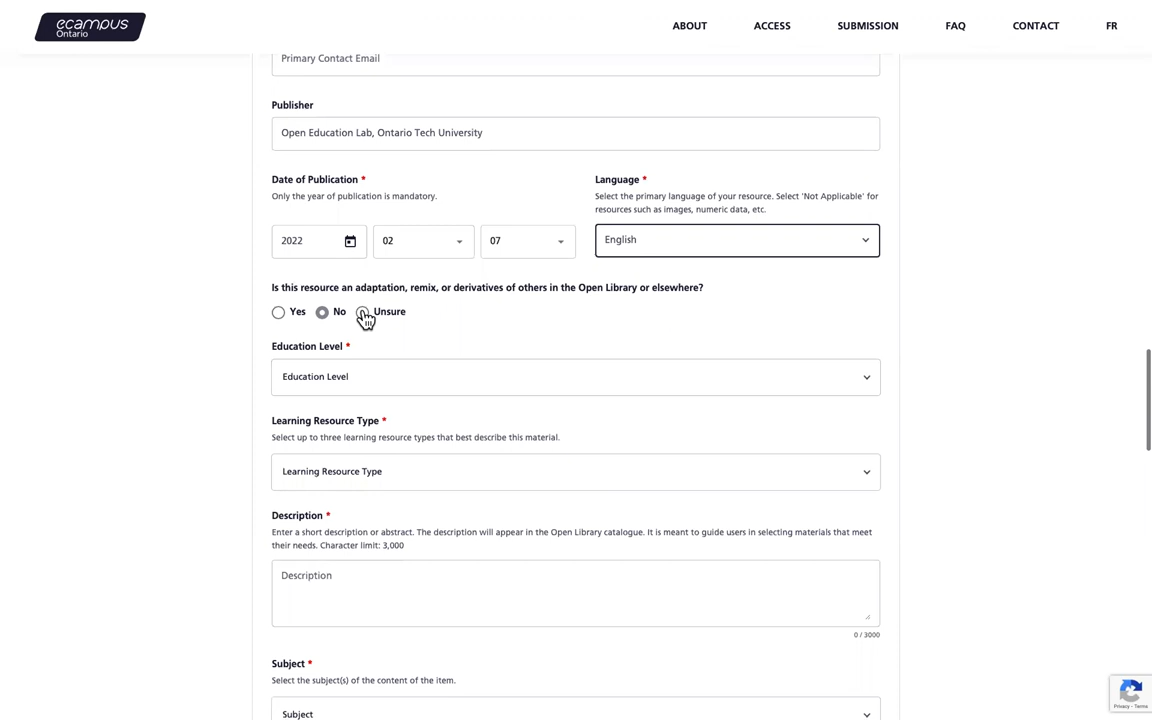 ecampus
Ontario
ABOUT
ACCESS
SUBMISSION
FAQ
CONTACT
FR
Primary Contact Email
Publisher
Open Education Lab, Ontario Tech University
Date of Publication *
Only the year of publication is mandatory.
2022
02
07
Language *
Select the primary language of your resource. Select 'Not Applicable' for
resources such as images, numeric data, etc.
English
Is this resource an adaptation, remix, or derivatives of others in the Open Library or elsewhere?
Yes
No
Unsure
Education Level *
Education Level
Learning Resource Type *
Select up to three learning resource types that best describe this material.
Learning Resource Type
Description *
Enter a short description or abstract. The description will appear in the Open Library catalogue. It is meant to guide users in selecting materials that meet
their needs. Character limit: 3,000
Description
0 / 3000
Subject *
Select the subject(s) of the content of the item.
Subject
Privacy - Terms